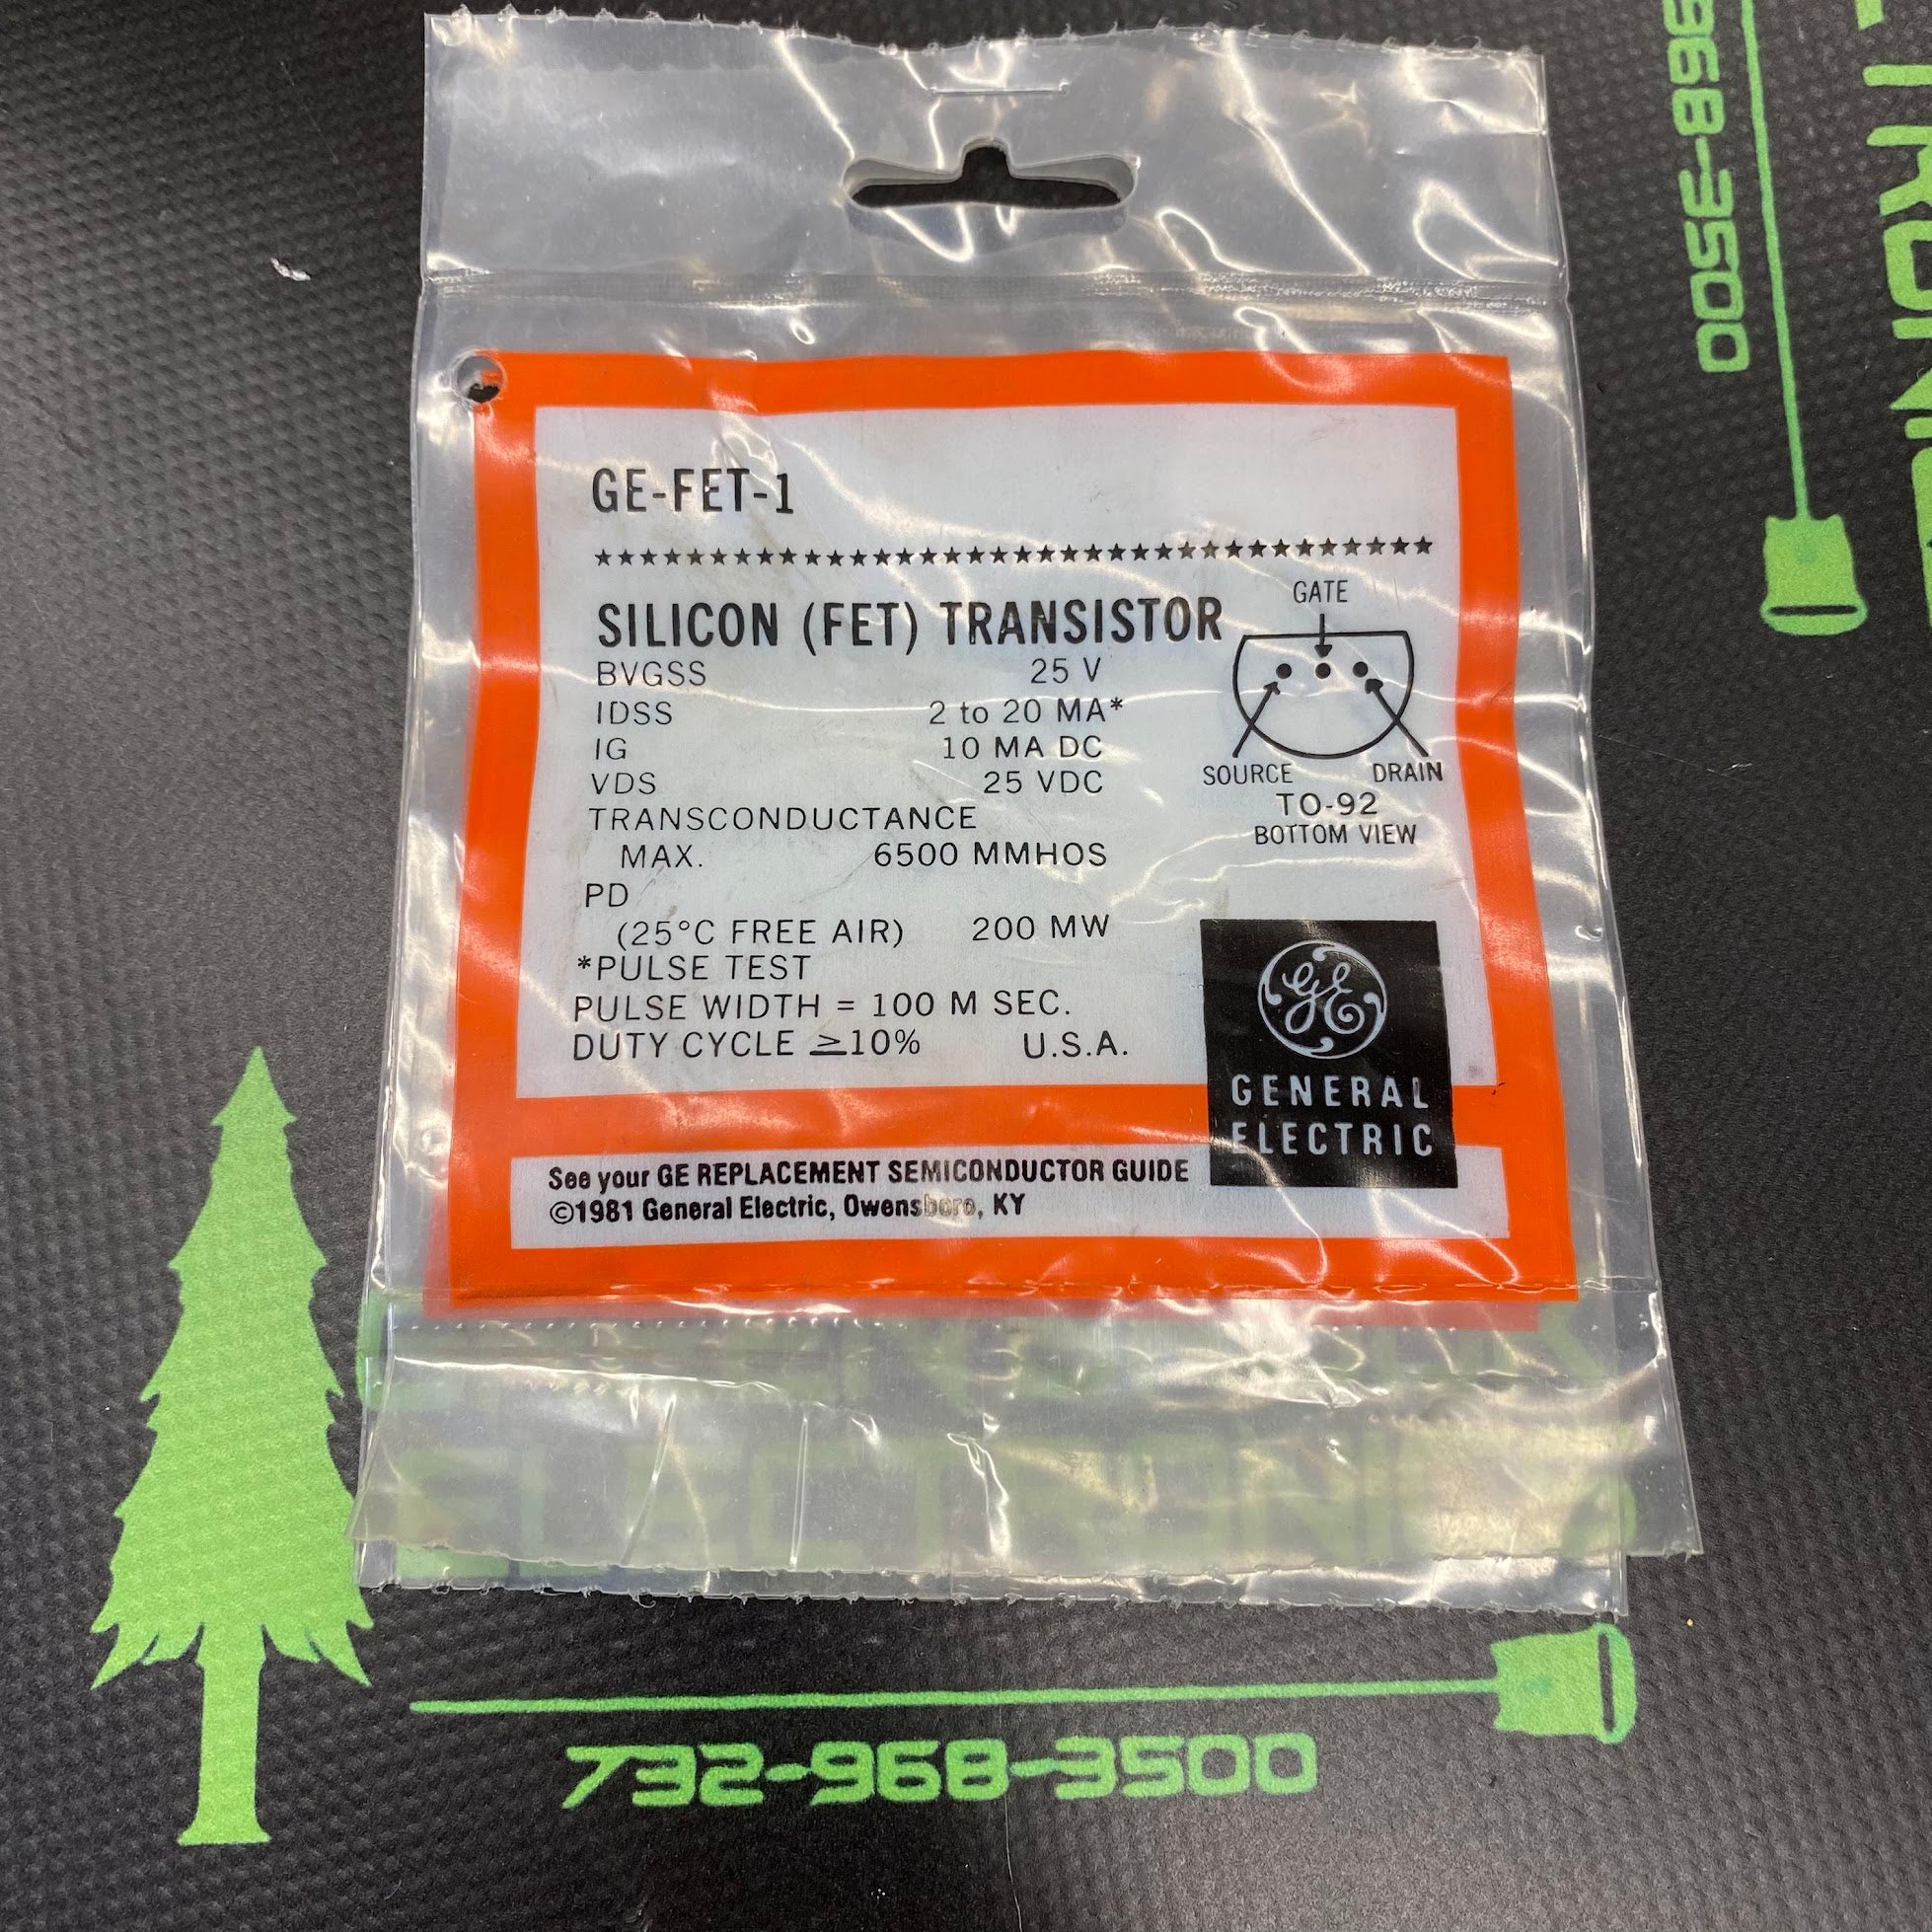 GE-FET-1
★★★★★★★★★★★★★★★★★★★★★★★★★★★★★★★★★★★★
SILICON (FET) TRANSISTOR
BVGSS 25 V
IDSS 2 to 20 MA*
IG 10 MA DC
VDS 25 VDC
TRANSCONDUCTANCE
MAX. 6500 MMHOS
PD
(25°C FREE AIR) 200 MW
*PULSE TEST
PULSE WIDTH = 100 M SEC.
DUTY CYCLE ≥10% U.S.A.
GATE
SOURCE DRAIN
TO-92
BOTTOM VIEW
GE
GENERAL
ELECTRIC
See your GE REPLACEMENT SEMICONDUCTOR GUIDE
©1981 General Electric, Owensboro, KY
ELECTRONICS
732-968-3500
968-3500